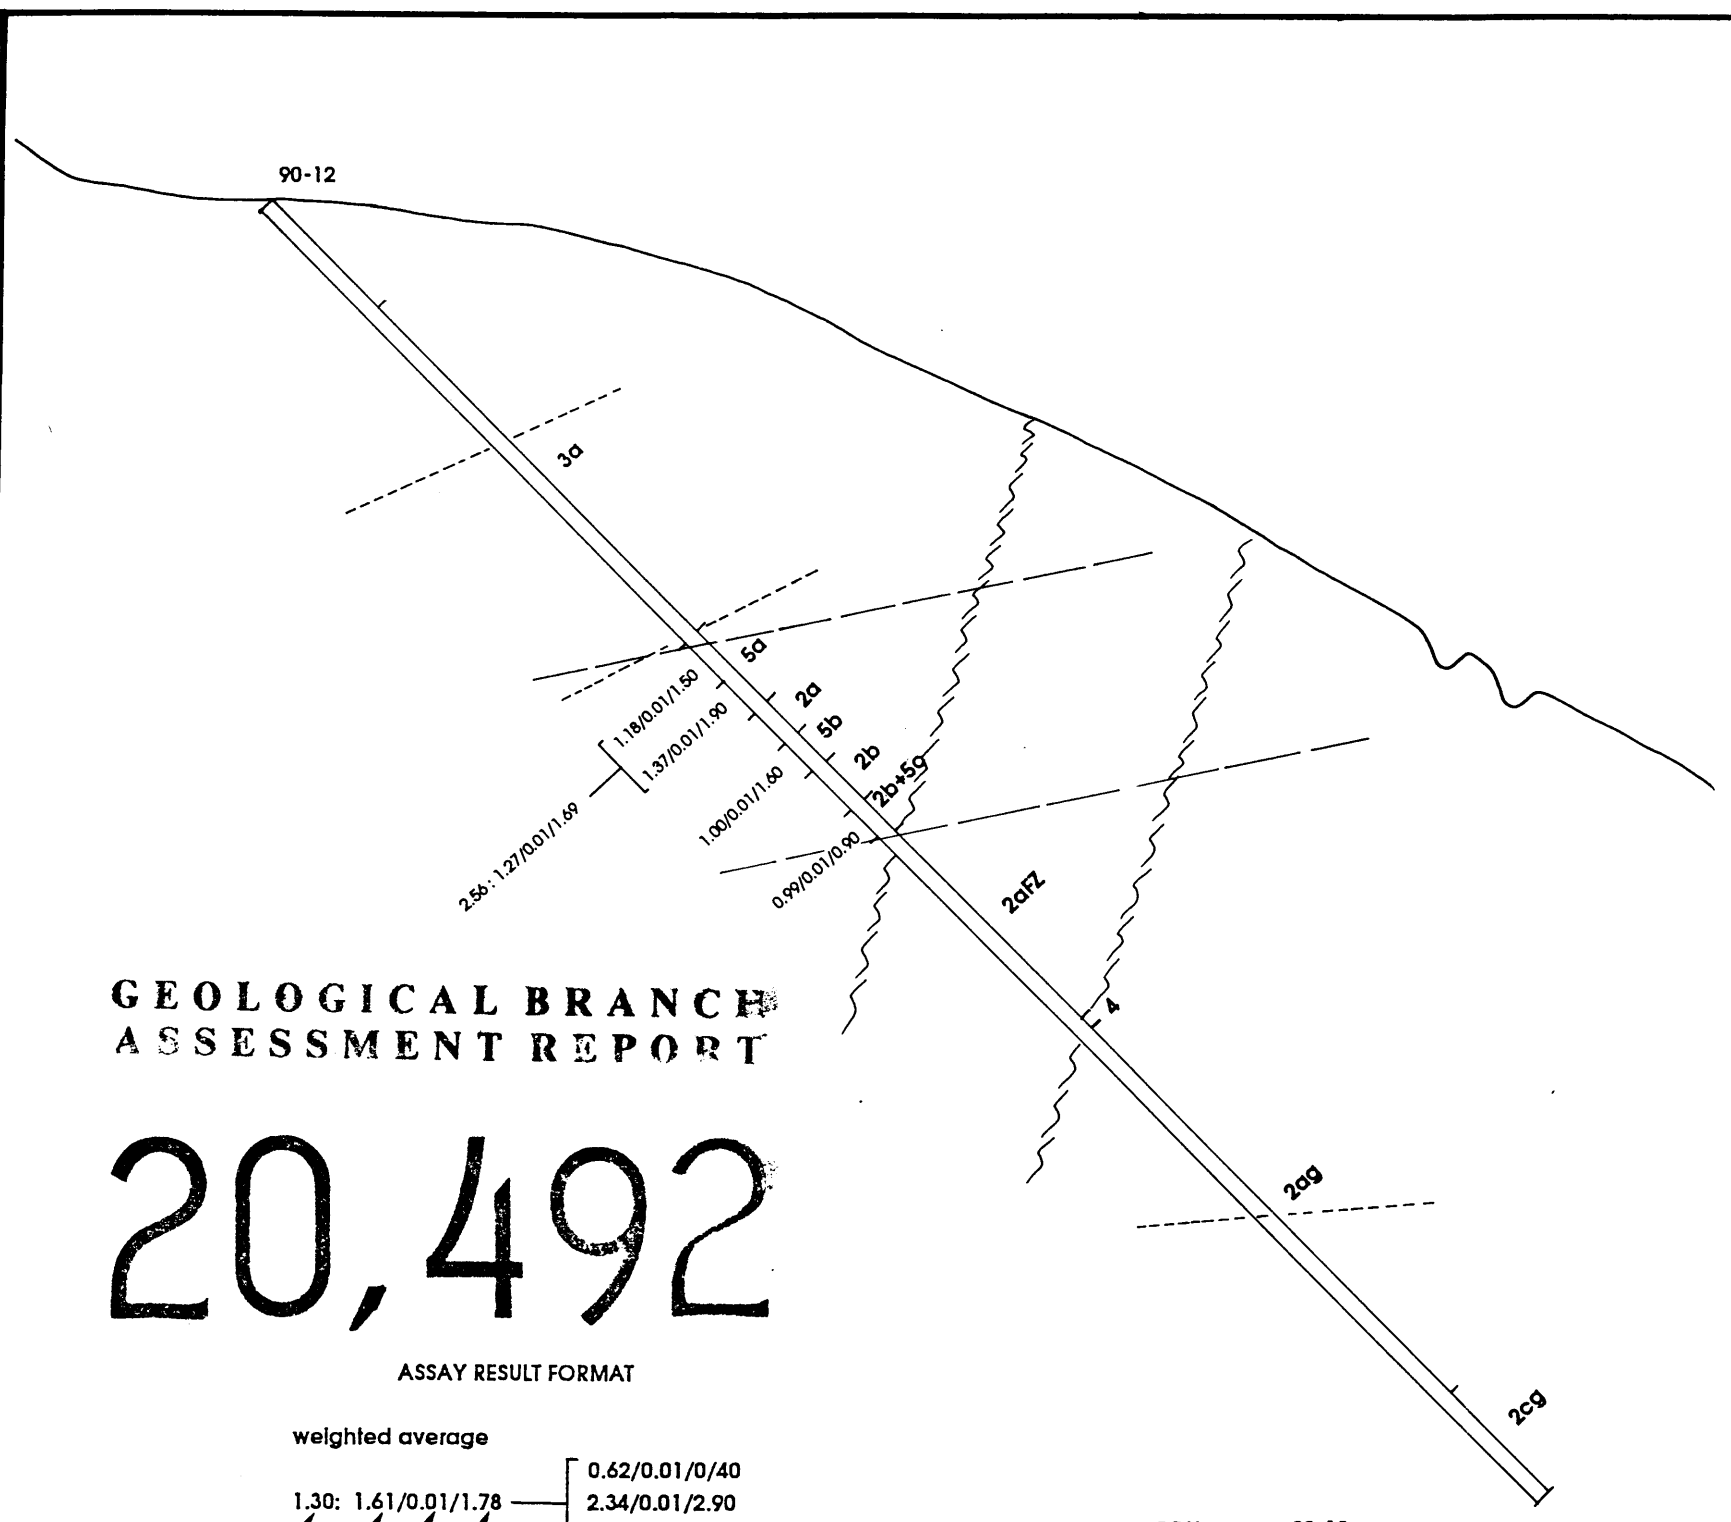 90-12
3a
5a
2a
5b
2b
2b+5g
1.18/0.01/1.50
1.37/0.01/1.90
2.56: 1.27/0.01/1.69
1.00/0.01/1.60
0.99/0.01/0.90
2aFZ
4
2ag
2cg
GEOLOGICAL BRANCH
ASSESSMENT REPORT
20,492
ASSAY RESULT FORMAT
weighted average
0.62/0.01/0/40
1.30: 1.61/0.01/1.78
2.34/0.01/2.90